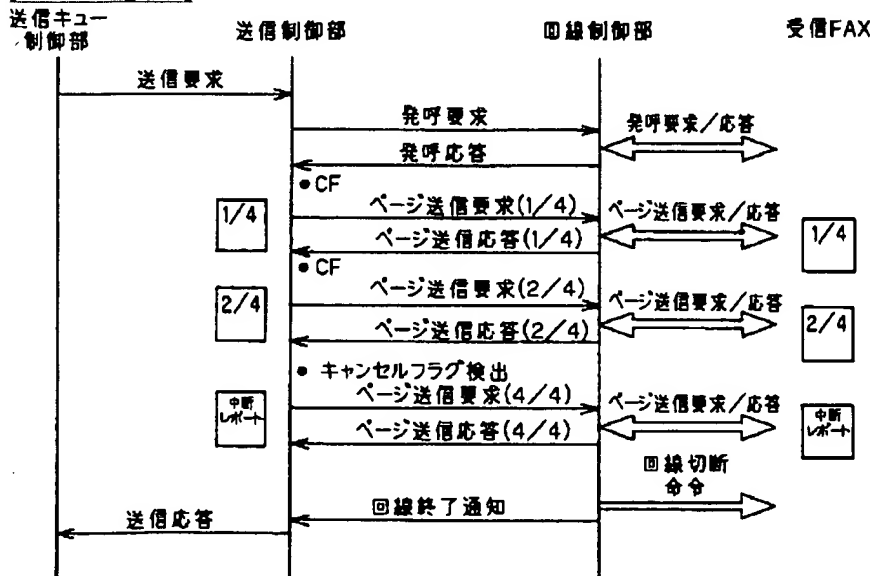 送信キュー
制御部
送信制御部
回線制御部
受信FAX
送信要求
発呼要求
発呼要求/応答
発呼応答
• CF
1/4
ページ送信要求(1/4)
ページ送信要求/応答
1/4
ページ送信応答(1/4)
• CF
2/4
ページ送信要求(2/4)
ページ送信要求/応答
2/4
ページ送信応答(2/4)
• キャンセルフラグ検出
中断
レポート
ページ送信要求(4/4)
ページ送信要求/応答
中断
レポート
ページ送信応答(4/4)
回線切断
命令
回線終了通知
送信応答